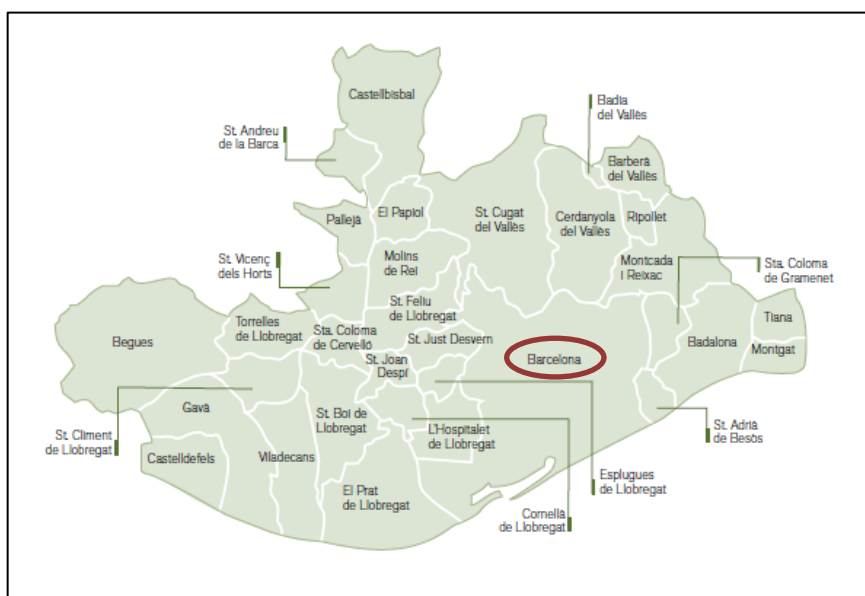 Castellbisbal
St. Andreu
de la Barca
Badia
del Vallès
Barberà
del Vallès
Pallejà
El Papiol
St. Cugat
del Vallès
Cerdanyola
del Vallès
Ripollet
St. Vicenç
dels Horts
Molins
de Rei
Montcada
i Reixac
Sta. Coloma
de Gramenet
St. Feliu
de Llobregat
Torrelles
de Llobregat
Sta. Coloma
de Cervelló
St. Just Desvern
Begues
Barcelona
Badalona
Tiana
Montgat
St. Joan
Despí
Gavà
St. Boi de
Llobregat
L'Hospitalet
de Llobregat
St. Adrià
de Besòs
St. Climent
de Llobregat
Castelldefels
Viladecans
El Prat
de Llobregat
Esplugues
de Llobregat
Cornellà
de Llobregat